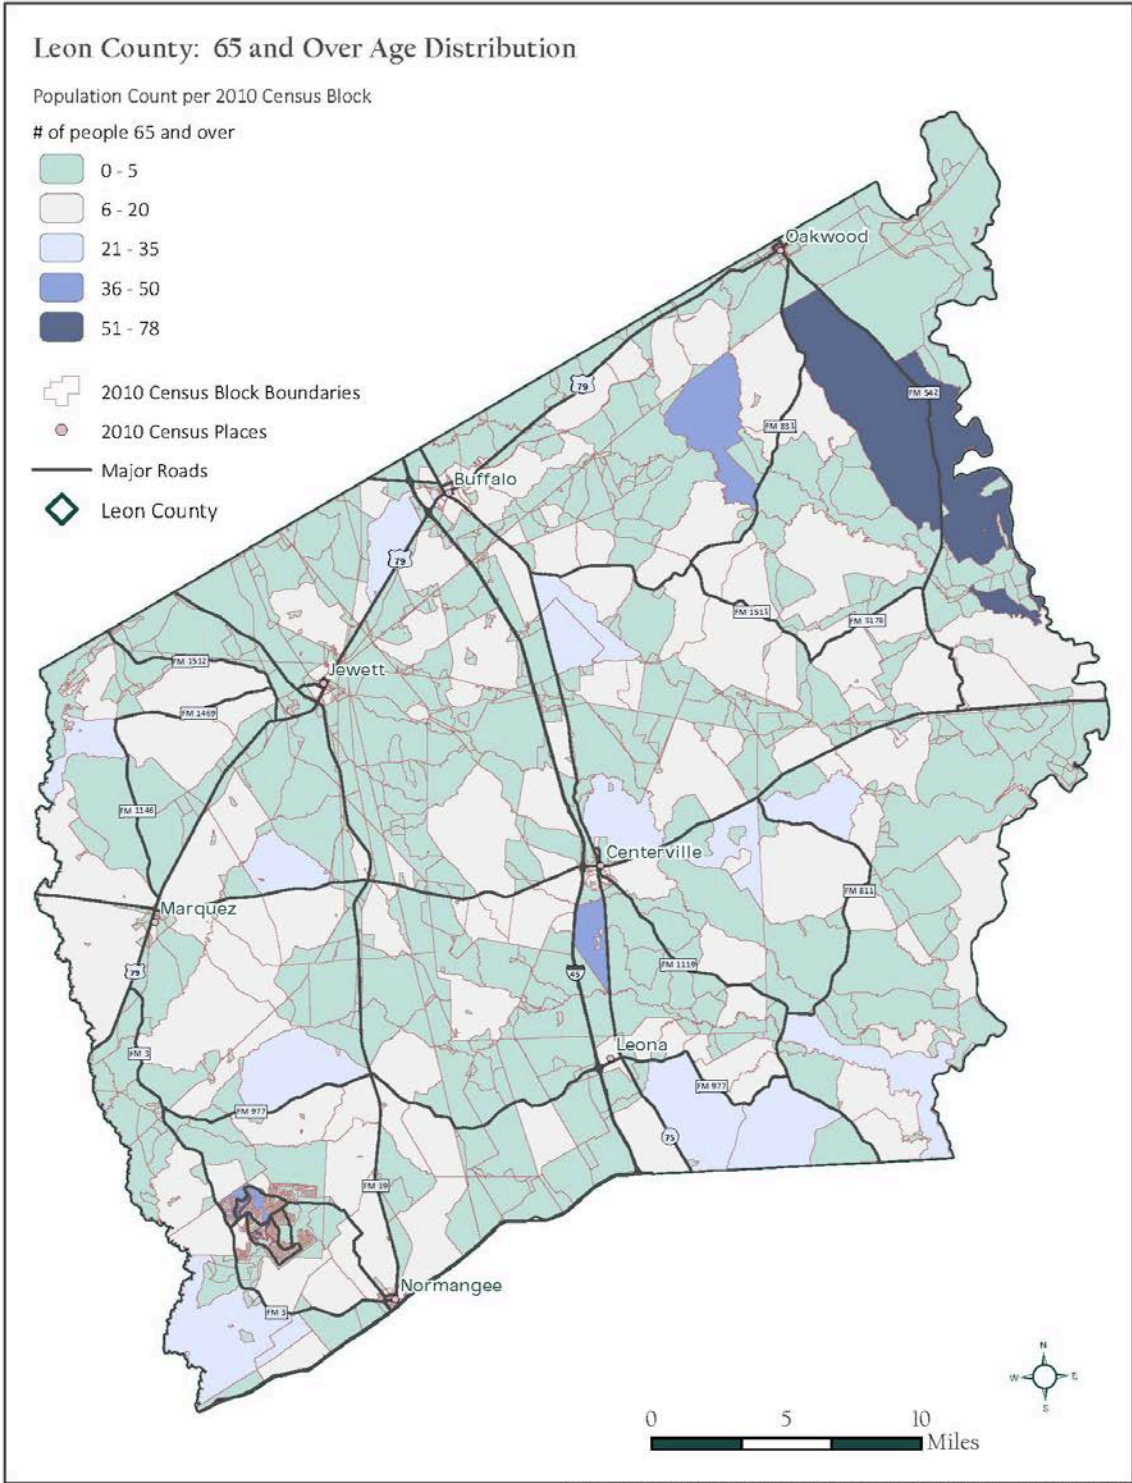 Leon County: 65 and Over Age Distribution
Population Count per 2010 Census Block
# of people 65 and over
0 - 5
6 - 20
21 - 35
36 - 50
51 - 78
2010 Census Block Boundaries
2010 Census Places
Major Roads
Leon County
Oakwood
79
FM 542
FM 831
Buffalo
79
FM 1511
FM 3178
FM 1512
Jewett
FM 1469
FM 1146
Centerville
FM 811
Marquez
79
FM 1119
45
Leona
FM 3
FM 977
FM 977
75
FM 39
Normangee
FM 3
N
W E
S
0 5 10
Miles